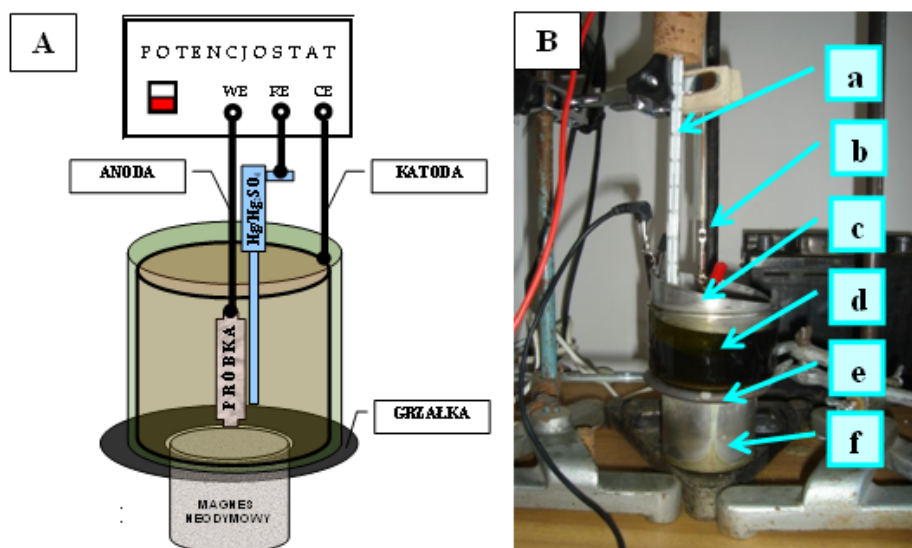 A
POTENCJOSTAT
WE RE CE
ANODA
KATODA
Hg/Hg₂SO₄
PRÓBKA
GRZAŁKA
MAGNES
NEODYMOWY
:
B
a
b
c
d
e
f